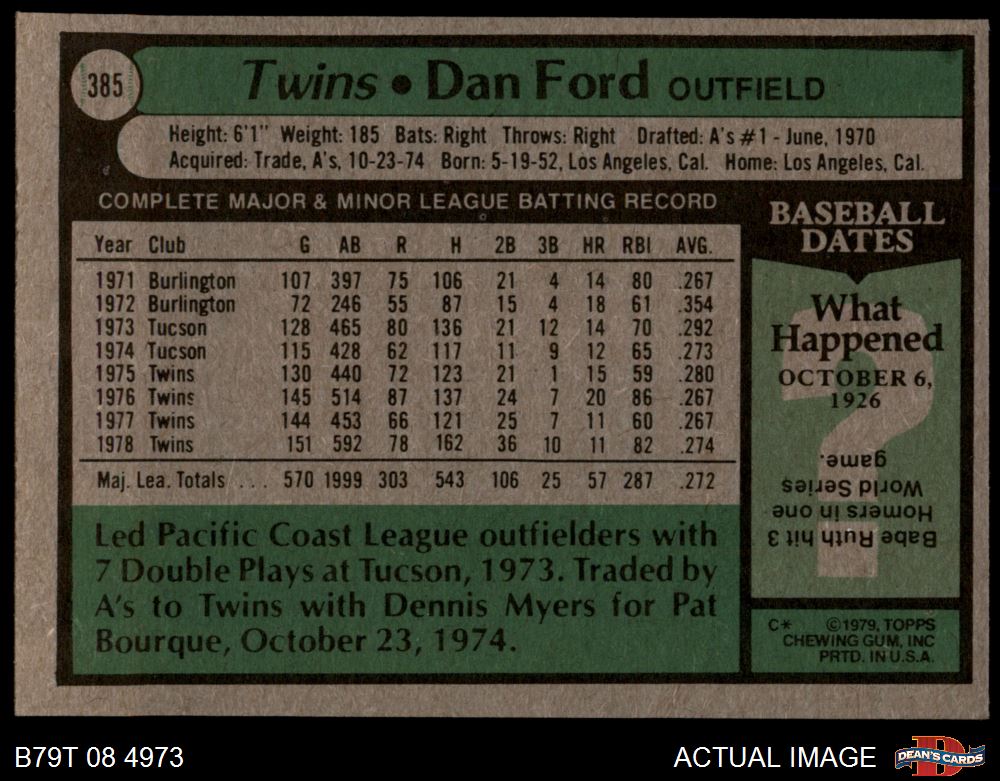 385
Twins • Dan Ford OUTFIELD
Height: 6'1" Weight: 185 Bats: Right Throws: Right Drafted: A's #1 - June, 1970
Acquired: Trade, A's, 10-23-74 Born: 5-19-52, Los Angeles, Cal. Home: Los Angeles, Cal.
COMPLETE MAJOR & MINOR LEAGUE BATTING RECORD
Year Club G AB R H 2B 3B HR RBI AVG.
1971 Burlington 107 397 75 106 21 4 14 80 .267
1972 Burlington 72 246 55 87 15 4 18 61 .354
1973 Tucson 128 465 80 136 21 12 14 70 .292
1974 Tucson 115 428 62 117 11 9 12 65 .273
1975 Twins 130 440 72 123 21 1 15 59 .280
1976 Twins 145 514 87 137 24 7 20 86 .267
1977 Twins 144 453 66 121 25 7 11 60 .267
1978 Twins 151 592 78 162 36 10 11 82 .274
Maj. Lea. Totals ... 570 1999 303 543 106 25 57 287 .272
Led Pacific Coast League outfielders with
7 Double Plays at Tucson, 1973. Traded by
A's to Twins with Dennis Myers for Pat
Bourque, October 23, 1974.
BASEBALL
DATES
What
Happened
OCTOBER 6,
1926
?
Babe Ruth hit 3
Homers in one
World Series
game.
C* ©1979, TOPPS
CHEWING GUM, INC
PRTD. IN U.S.A.
B79T 08 4973
ACTUAL IMAGE
D
DEAN'S CARDS